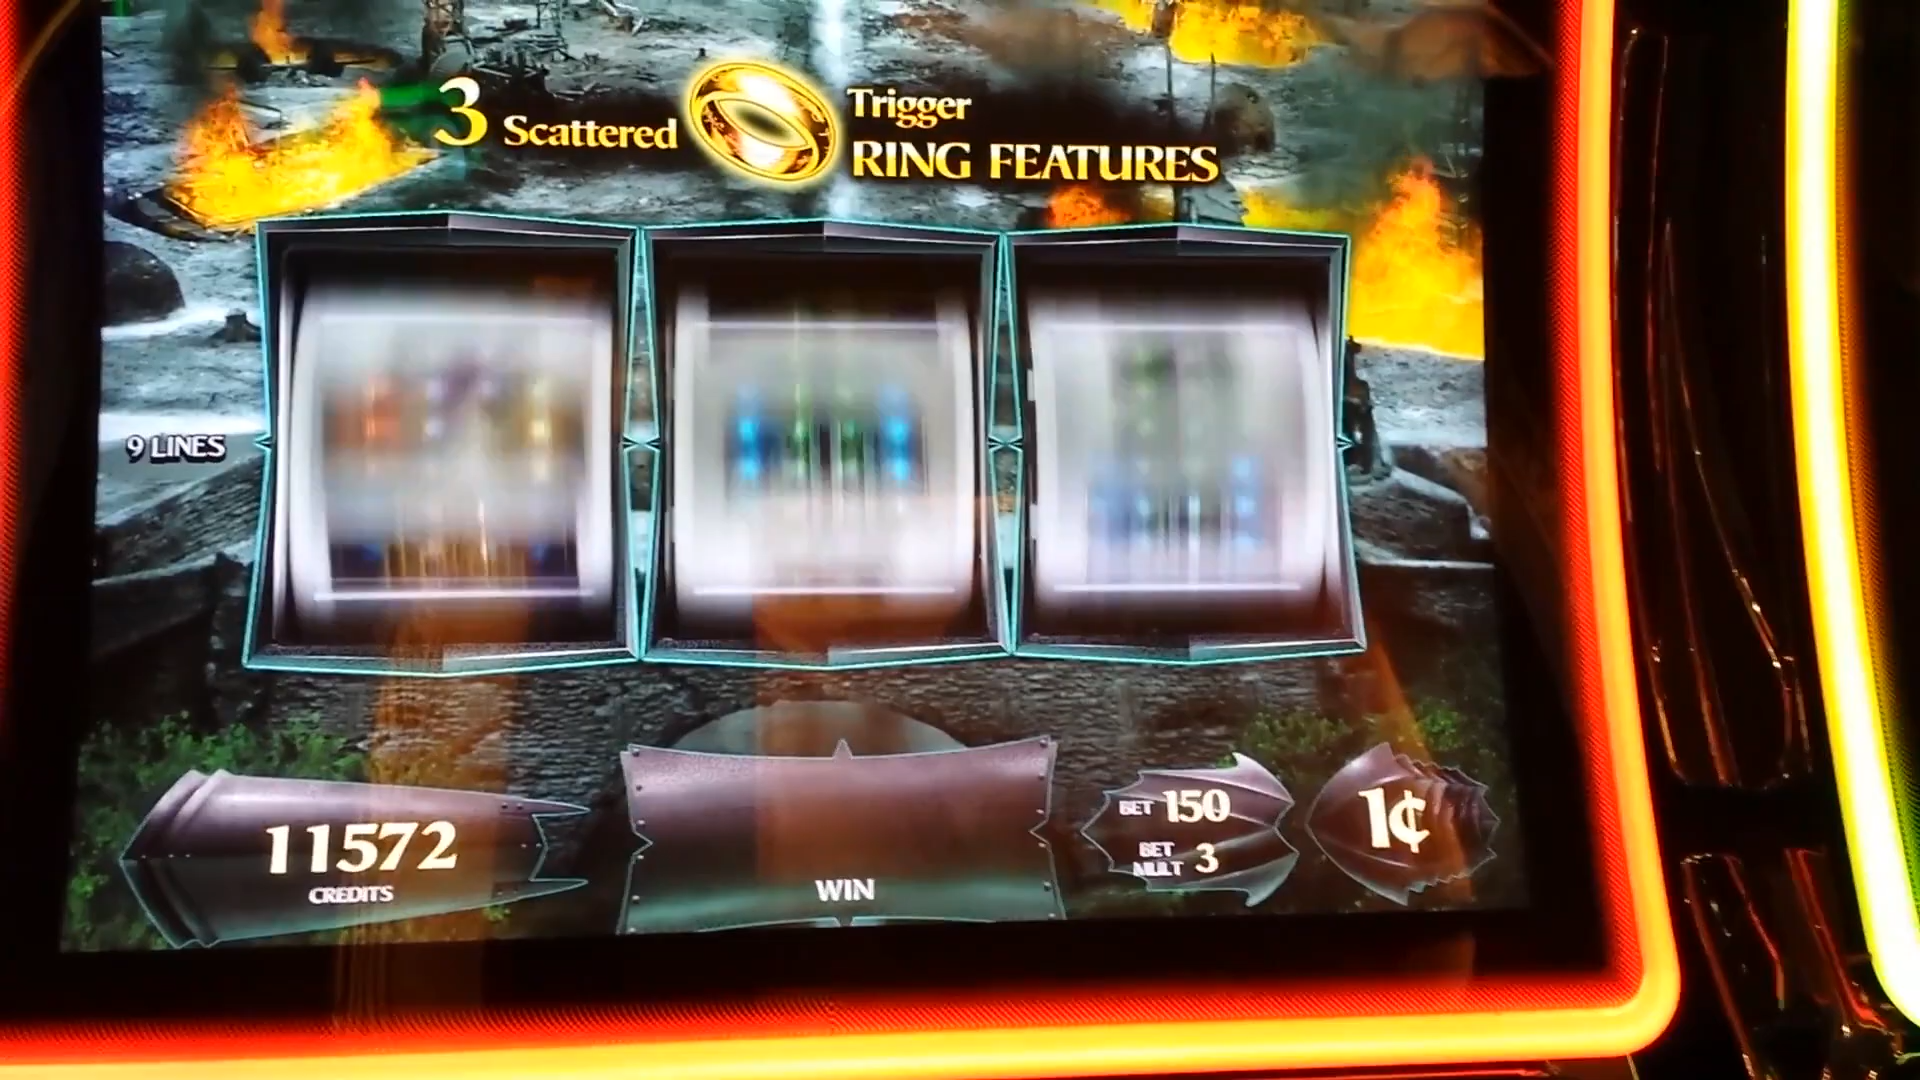 3 Scattered
Trigger
RING FEATURES
9 LINES
11572
CREDITS
WIN
BET 150
BET MULT 3
1¢